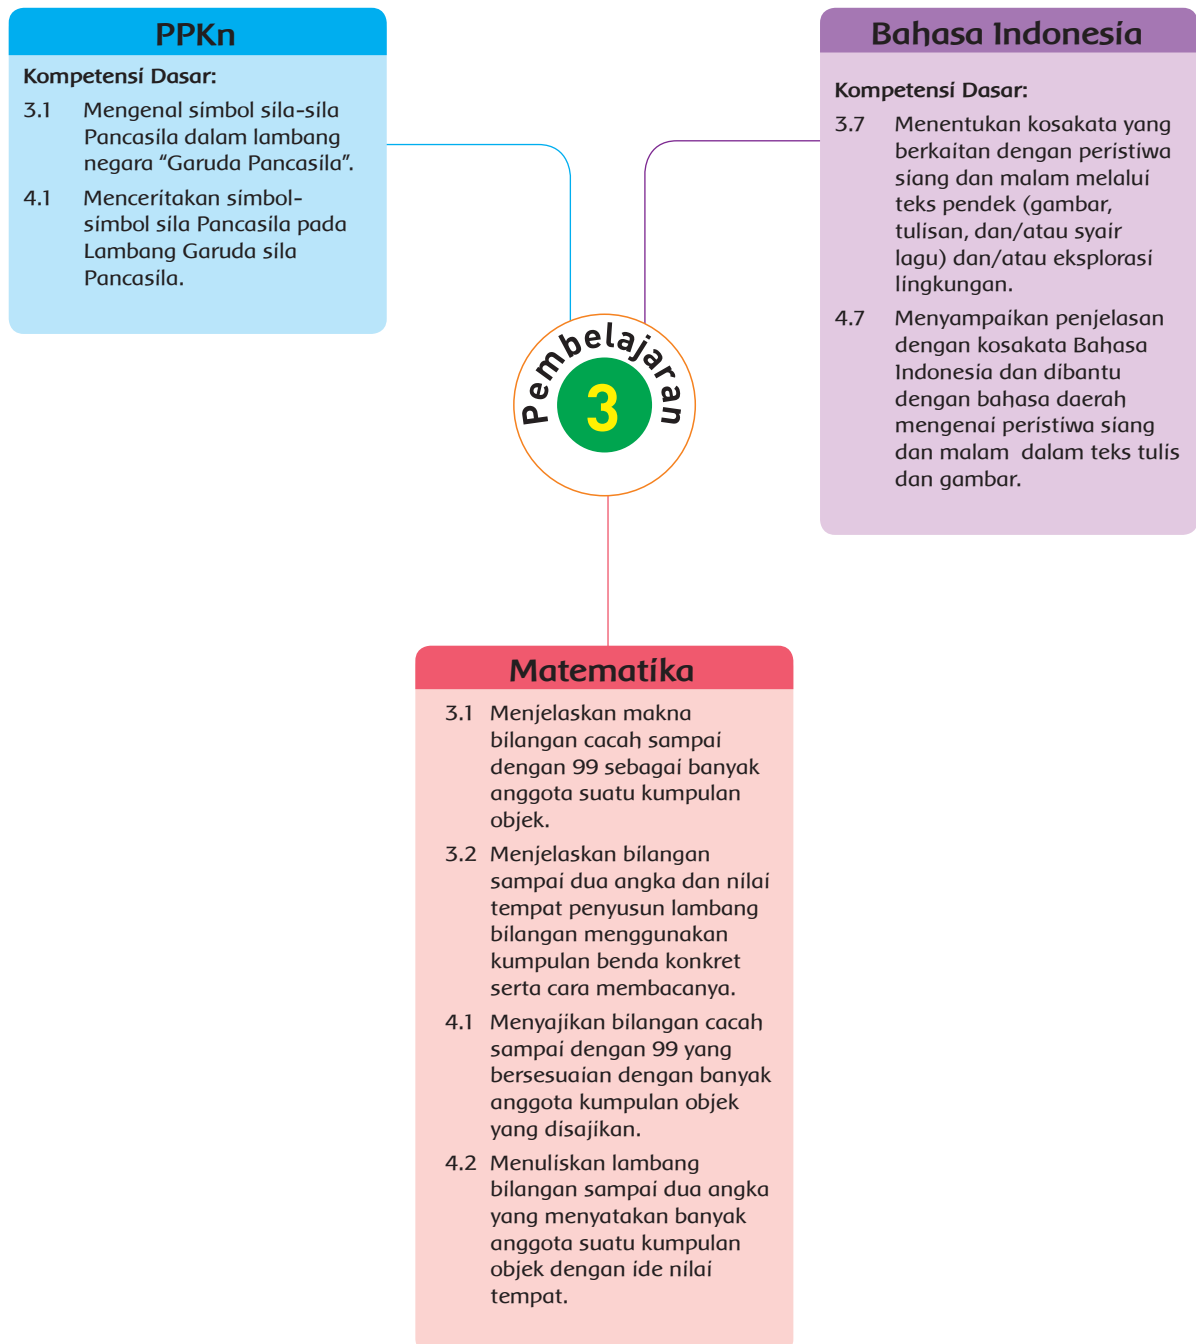 PPKn
Kompetensi Dasar:
3.1 Mengenal simbol sila-sila
Pancasila dalam lambang
negara “Garuda Pancasila”.
4.1 Menceritakan simbol-
simbol sila Pancasila pada
Lambang Garuda sila
Pancasila.
Bahasa Indonesia
Kompetensi Dasar:
3.7 Menentukan kosakata yang
berkaitan dengan peristiwa
siang dan malam melalui
teks pendek (gambar,
tulisan, dan/atau syair
lagu) dan/atau eksplorasi
lingkungan.
4.7 Menyampaikan penjelasan
dengan kosakata Bahasa
Indonesia dan dibantu
dengan bahasa daerah
mengenai peristiwa siang
dan malam dalam teks tulis
dan gambar.
Pembelajaran
3
Matematika
3.1 Menjelaskan makna
bilangan cacah sampai
dengan 99 sebagai banyak
anggota suatu kumpulan
objek.
3.2 Menjelaskan bilangan
sampai dua angka dan nilai
tempat penyusun lambang
bilangan menggunakan
kumpulan benda konkret
serta cara membacanya.
4.1 Menyajikan bilangan cacah
sampai dengan 99 yang
bersesuaian dengan banyak
anggota kumpulan objek
yang disajikan.
4.2 Menuliskan lambang
bilangan sampai dua angka
yang menyatakan banyak
anggota suatu kumpulan
objek dengan ide nilai
tempat.